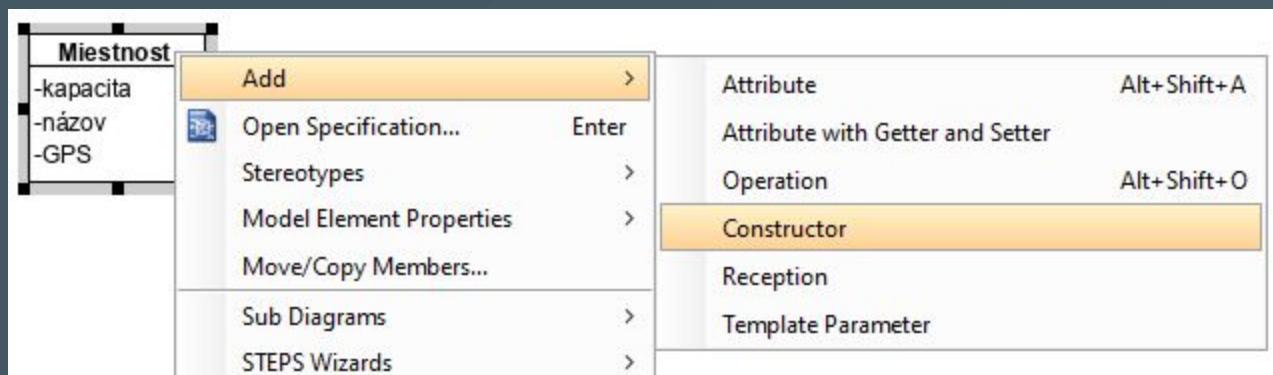 Miestnost
-kapacita
-názov
-GPS
Add
Open Specification... Enter
Stereotypes
Model Element Properties
Move/Copy Members...
Sub Diagrams
STEPS Wizards
Attribute Alt+Shift+A
Attribute with Getter and Setter
Operation Alt+Shift+O
Constructor
Reception
Template Parameter